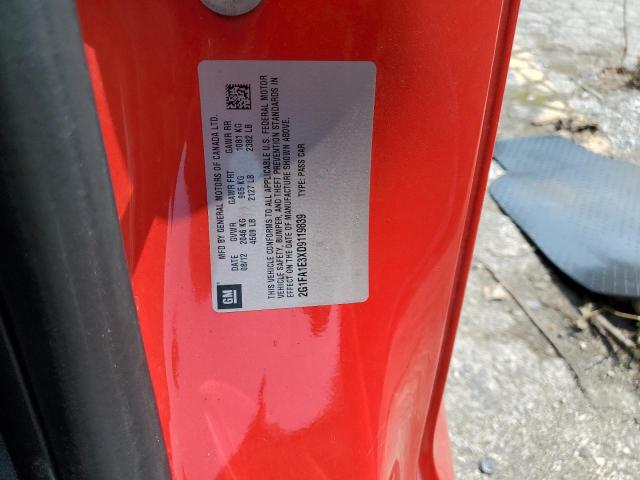 MFD BY GENERAL MOTORS OF CANADA LTD.
DATE GVWR GAWR FRT GAWR RR
08/12 2046 KG 965 KG 1081 KG
4509 LB 2127 LB 2382 LB
THIS VEHICLE CONFORMS TO ALL APPLICABLE U.S. FEDERAL MOTOR
VEHICLE SAFETY, BUMPER, AND THEFT PREVENTION STANDARDS IN
EFFECT ON THE DATE OF MANUFACTURE SHOWN ABOVE.
2G1FA1E3XD9119839 TYPE: PASS CAR
GM